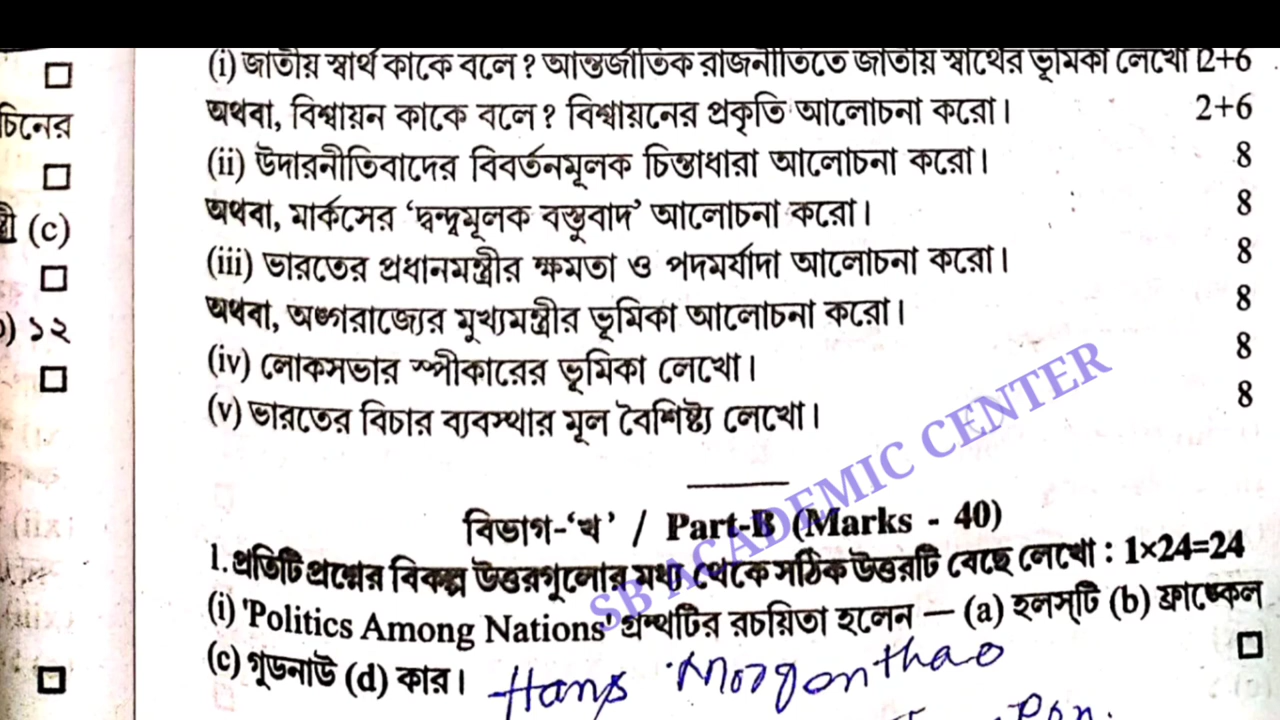 (i) জাতীয় স্বার্থ কাকে বলে? আন্তর্জাতিক রাজনীতিতে জাতীয় স্বার্থের ভূমিকা লেখো। 2+6
অথবা, বিশ্বায়ন কাকে বলে? বিশ্বায়নের প্রকৃতি আলোচনা করো। 2+6
(ii) উদারনীতিবাদের বিবর্তনমূলক চিন্তাধারা আলোচনা করো। 8
অথবা, মার্কসের ‘দ্বন্দ্বমূলক বস্তুবাদ’ আলোচনা করো। 8
(iii) ভারতের প্রধানমন্ত্রীর ক্ষমতা ও পদমর্যাদা আলোচনা করো। 8
অথবা, অঙ্গরাজ্যের মুখ্যমন্ত্রীর ভূমিকা আলোচনা করো। 8
(iv) লোকসভার স্পীকারের ভূমিকা লেখো। 8
(v) ভারতের বিচার ব্যবস্থার মূল বৈশিষ্ট্য লেখো। 8
চিনের
(c)
১২
SB ACADEMIC CENTER
বিভাগ-‘খ’ / Part-B (Marks - 40)
1. প্রতিটি প্রশ্নের বিকল্প উত্তরগুলোর মধ্য থেকে সঠিক উত্তরটি বেছে লেখো : 1×24=24
(i) 'Politics Among Nations' গ্রন্থটির রচয়িতা হলেন — (a) হলস্‌টি (b) ফ্রাঙ্কেল
(c) গুডনাউ (d) কার।
Hans Morgonthao